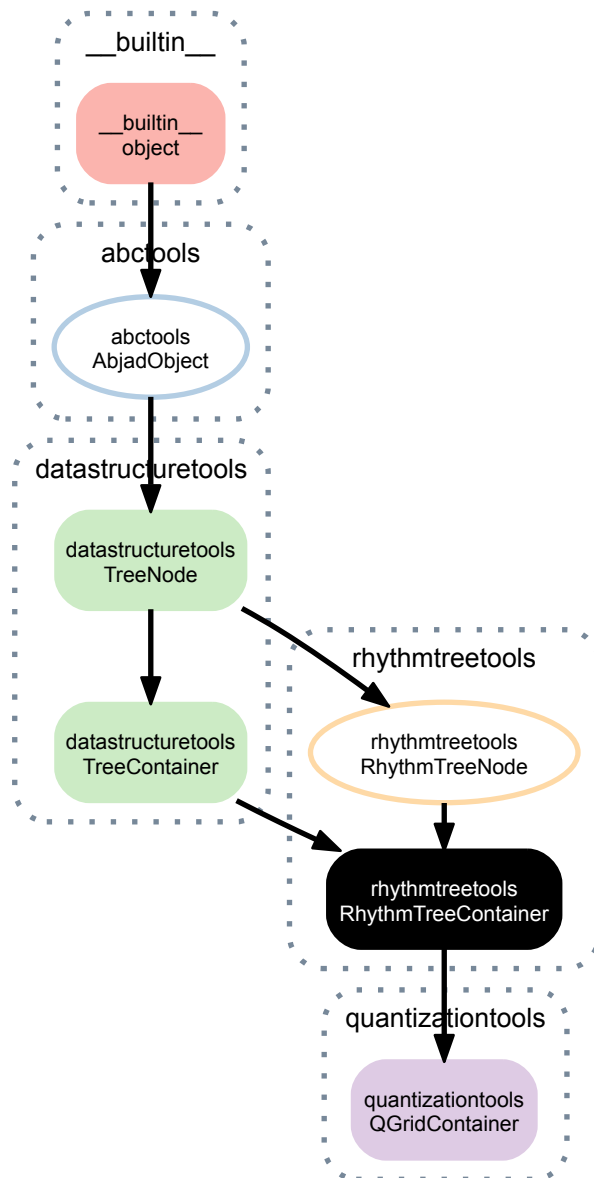 __builtin__
__builtin__
object
abctools
abctools
AbjadObject
datastructuretools
datastructuretools
TreeNode
rhythmtreetools
datastructuretools
TreeContainer
rhythmtreetools
RhythmTreeNode
rhythmtreetools
RhythmTreeContainer
quantizationtools
quantizationtools
QGridContainer